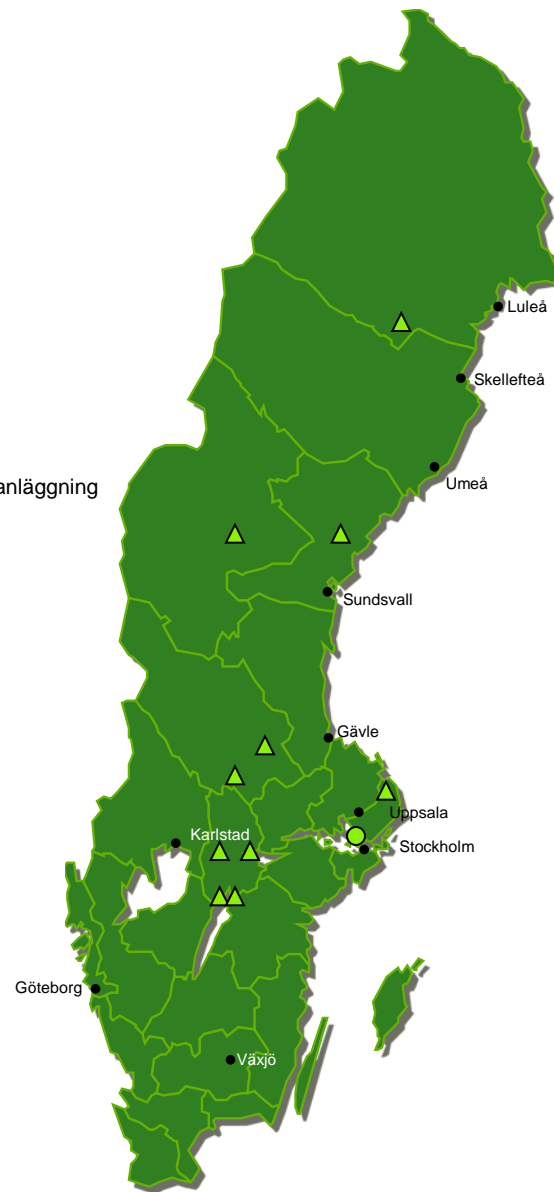 Luleå
Skellefteå
Umeå
anläggning
Sundsvall
Gävle
Uppsala
Karlstad
Stockholm
Göteborg
Växjö